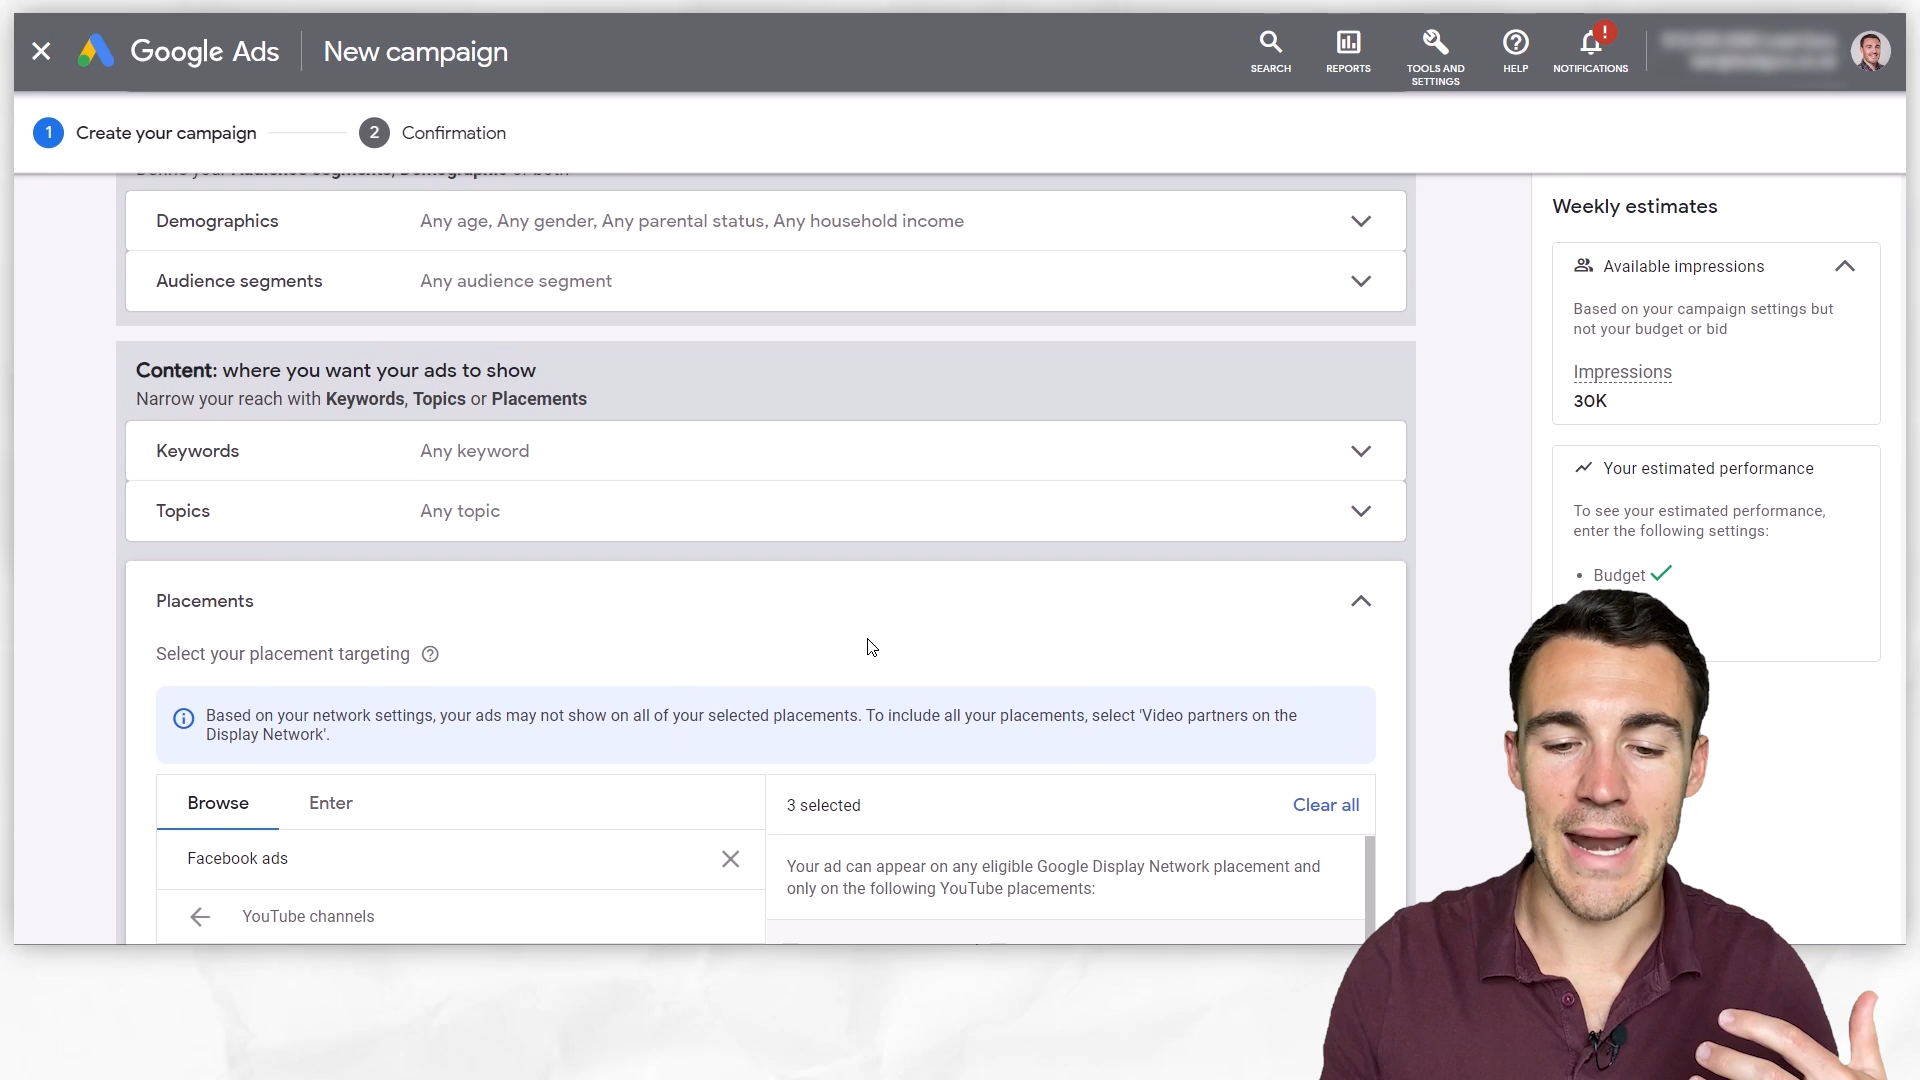 Google Ads
New campaign
SEARCH
REPORTS
TOOLS AND
SETTINGS
HELP
!
NOTIFICATIONS
1 Create your campaign
2 Confirmation
Demographics Any age, Any gender, Any parental status, Any household income
Audience segments Any audience segment
Content: where you want your ads to show
Narrow your reach with Keywords, Topics or Placements
Keywords Any keyword
Topics Any topic
Placements
Select your placement targeting ?
Based on your network settings, your ads may not show on all of your selected placements. To include all your placements, select 'Video partners on the
Display Network'.
Browse Enter
Facebook ads
YouTube channels
3 selected Clear all
Your ad can appear on any eligible Google Display Network placement and
only on the following YouTube placements:
Weekly estimates
Available impressions
Based on your campaign settings but
not your budget or bid
Impressions
30K
Your estimated performance
To see your estimated performance,
enter the following settings:
• Budget